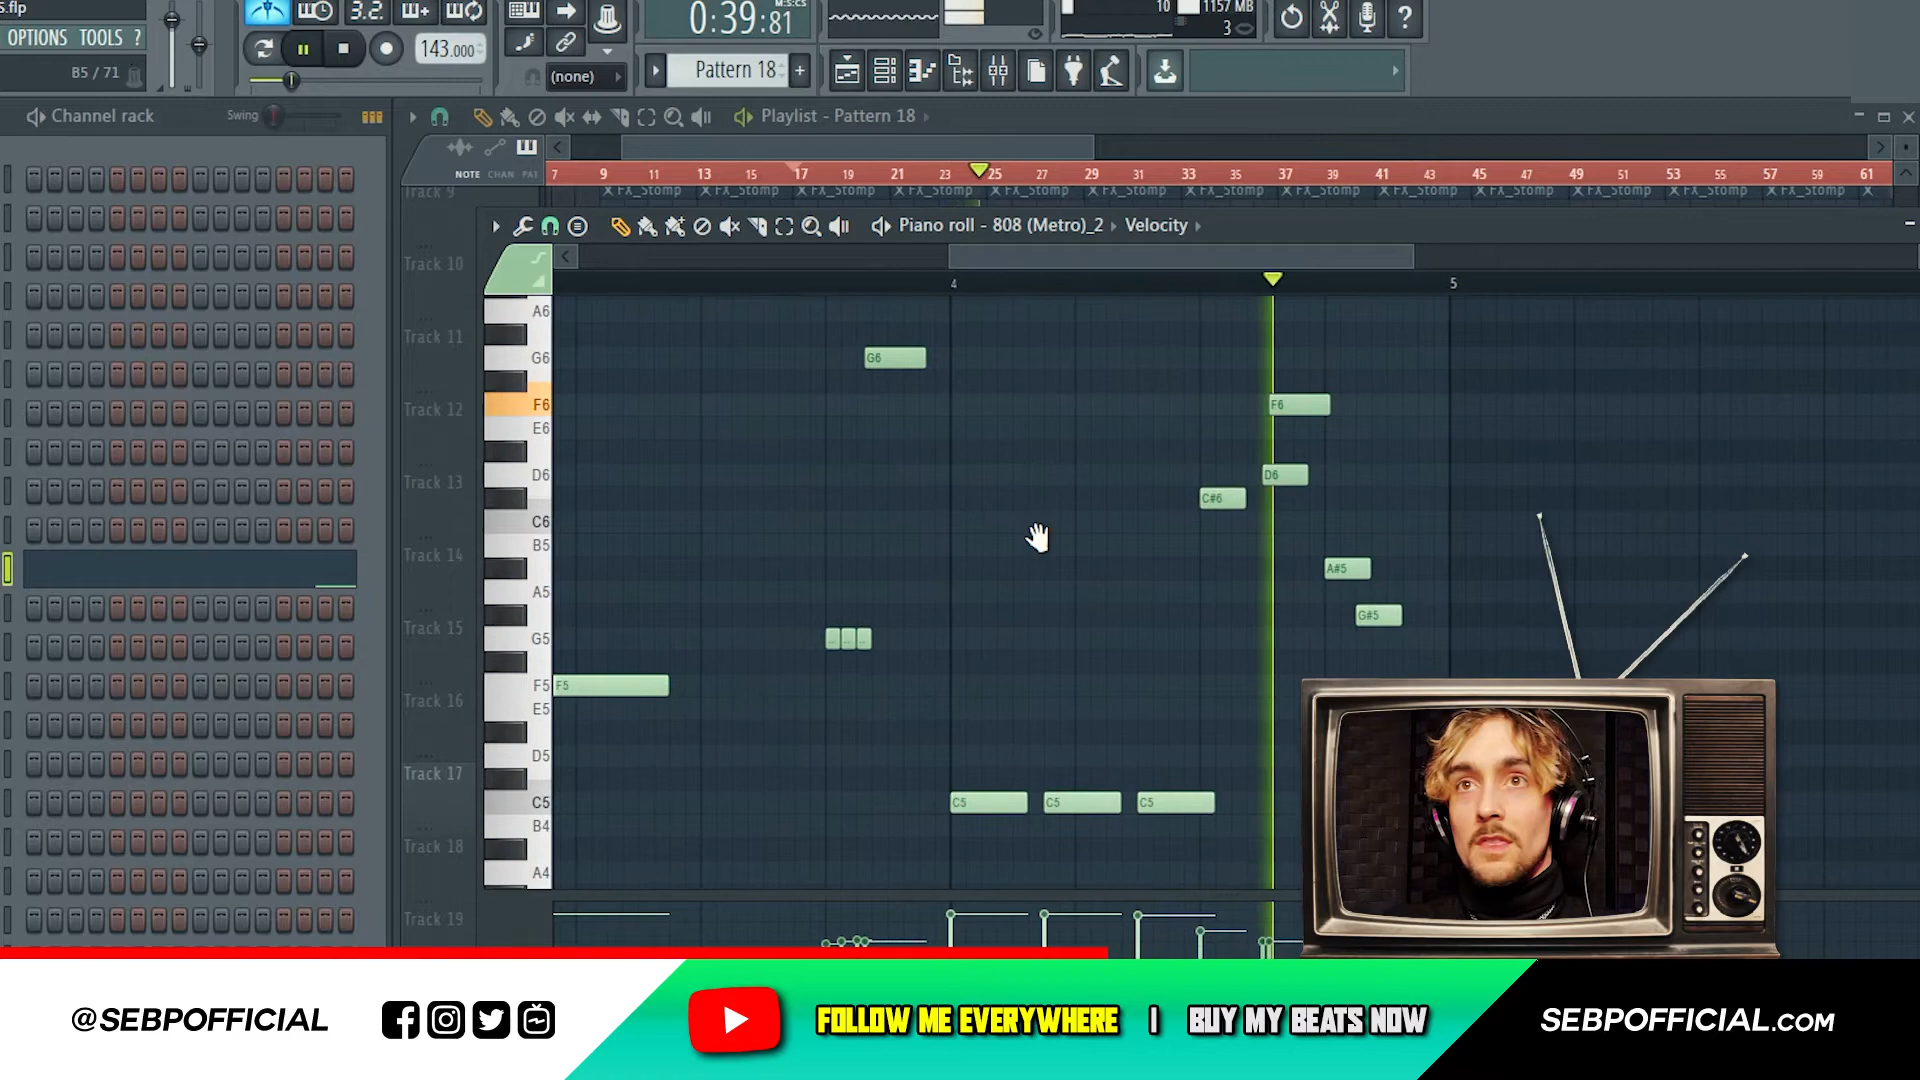 5.flp
OPTIONS TOOLS ?
B5 / 71
3.2.
143.000
0:39:81
M:S:CS
(none)
Pattern 18
10
1157 MB
3
Channel rack
Swing
Playlist - Pattern 18
NOTE CHAN PAT
7 9 11 13 15 17 19 21 23 25 27 29 31 33 35 37 39 41 43 45 47 49 51 53 55 57 59 61
Track 9
FX_Stomp FX_Stomp FX_Stomp FX_Stomp FX_Stomp FX_Stomp FX_Stomp FX_Stomp FX_Stomp FX_Stomp FX_Stomp FX_Stomp FX_Stomp
Piano roll - 808 (Metro)_2 Velocity
4 5
Track 10
Track 11
Track 12
Track 13
Track 14
Track 15
Track 16
Track 17
Track 18
Track 19
A6
G6
F6
E6
D6
C6
B5
A5
G5
F5
E5
D5
C5
B4
A4
G6
F6
D6
C#6
A#5
G#5
F5
C5 C5 C5
@SEBPOFFICIAL
FOLLOW ME EVERYWHERE | BUY MY BEATS NOW
SEBPOFFICIAL.COM